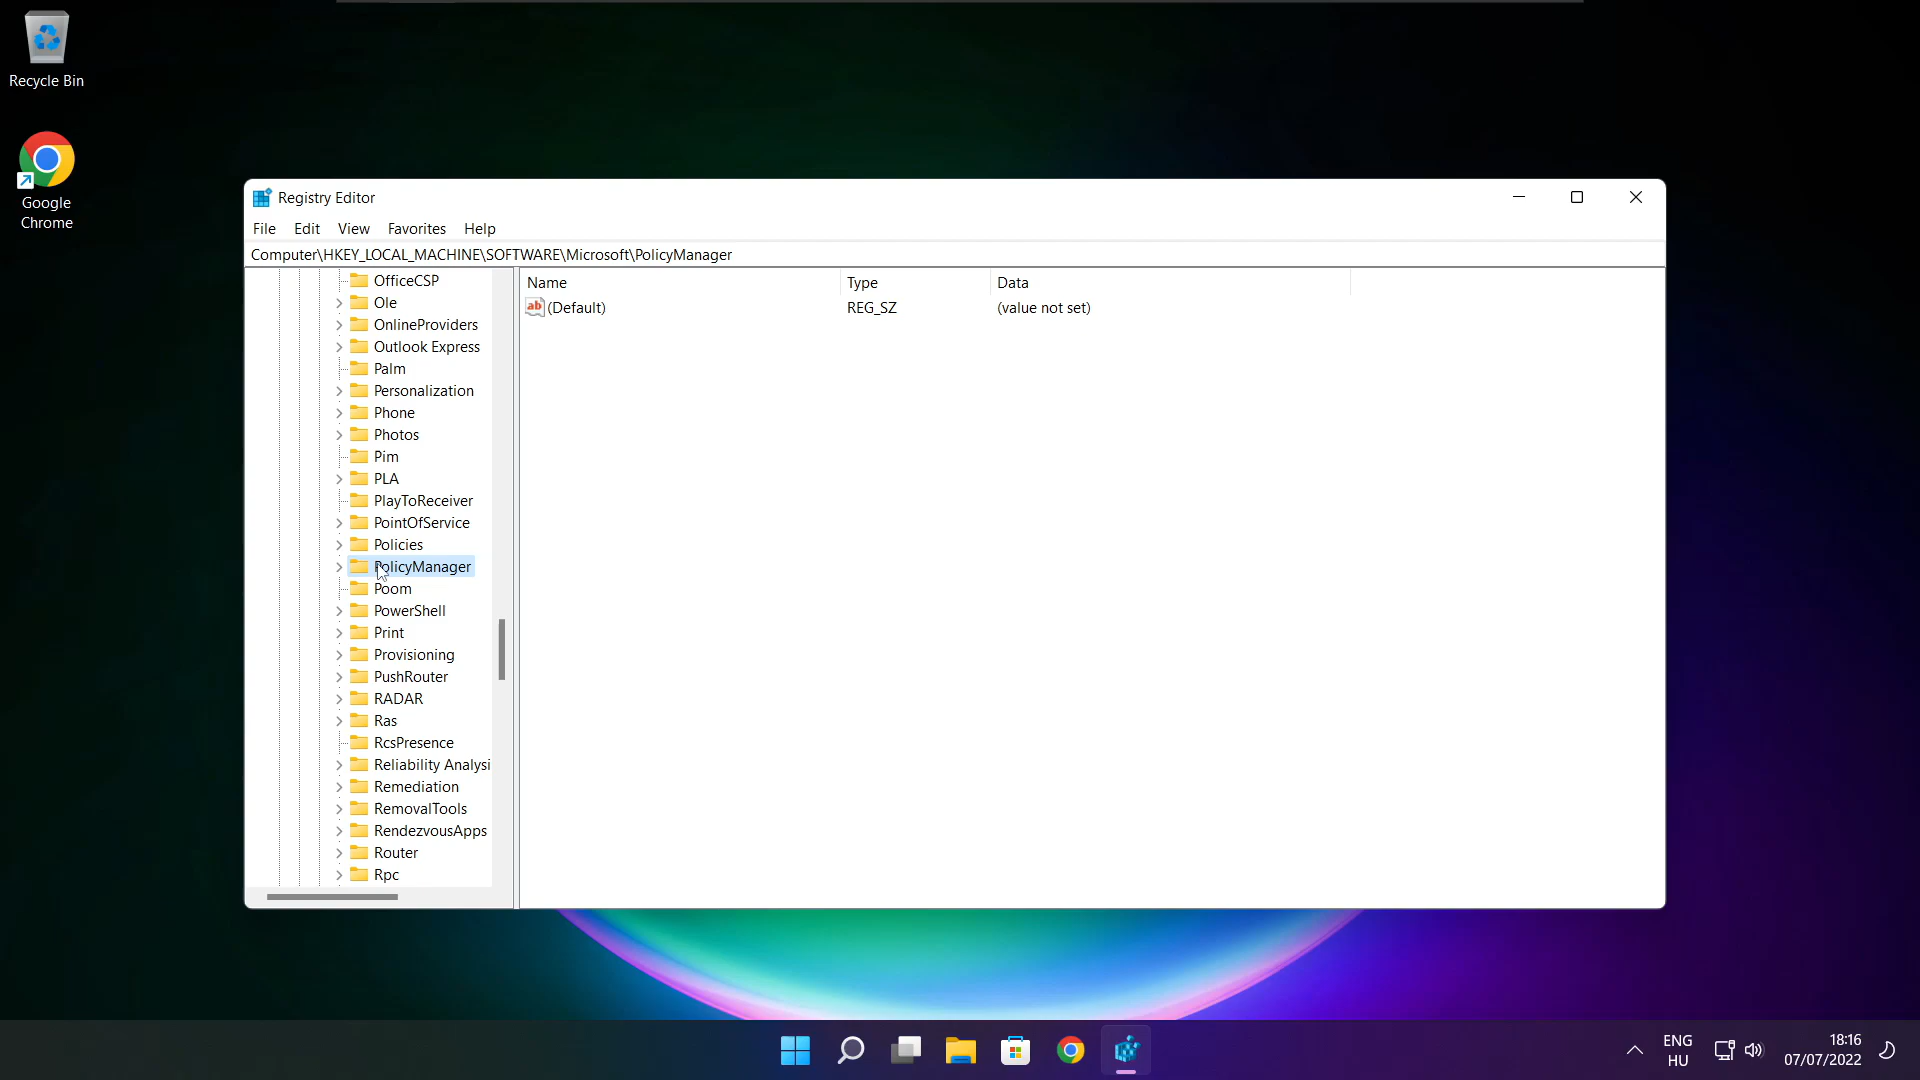 Recycle Bin
Google
Chrome
Registry Editor
File Edit View Favorites Help
Computer\HKEY_LOCAL_MACHINE\SOFTWARE\Microsoft\PolicyManager
OfficeCSP
Ole
OnlineProviders
Outlook Express
Palm
Personalization
Phone
Photos
Pim
PLA
PlayToReceiver
PointOfService
Policies
PolicyManager
Poom
PowerShell
Print
Provisioning
PushRouter
RADAR
Ras
RcsPresence
Reliability Analysi
Remediation
RemovalTools
RendezvousApps
Router
Rpc
Name Type Data
ab (Default) REG_SZ (value not set)
ENG
HU
18:16
07/07/2022